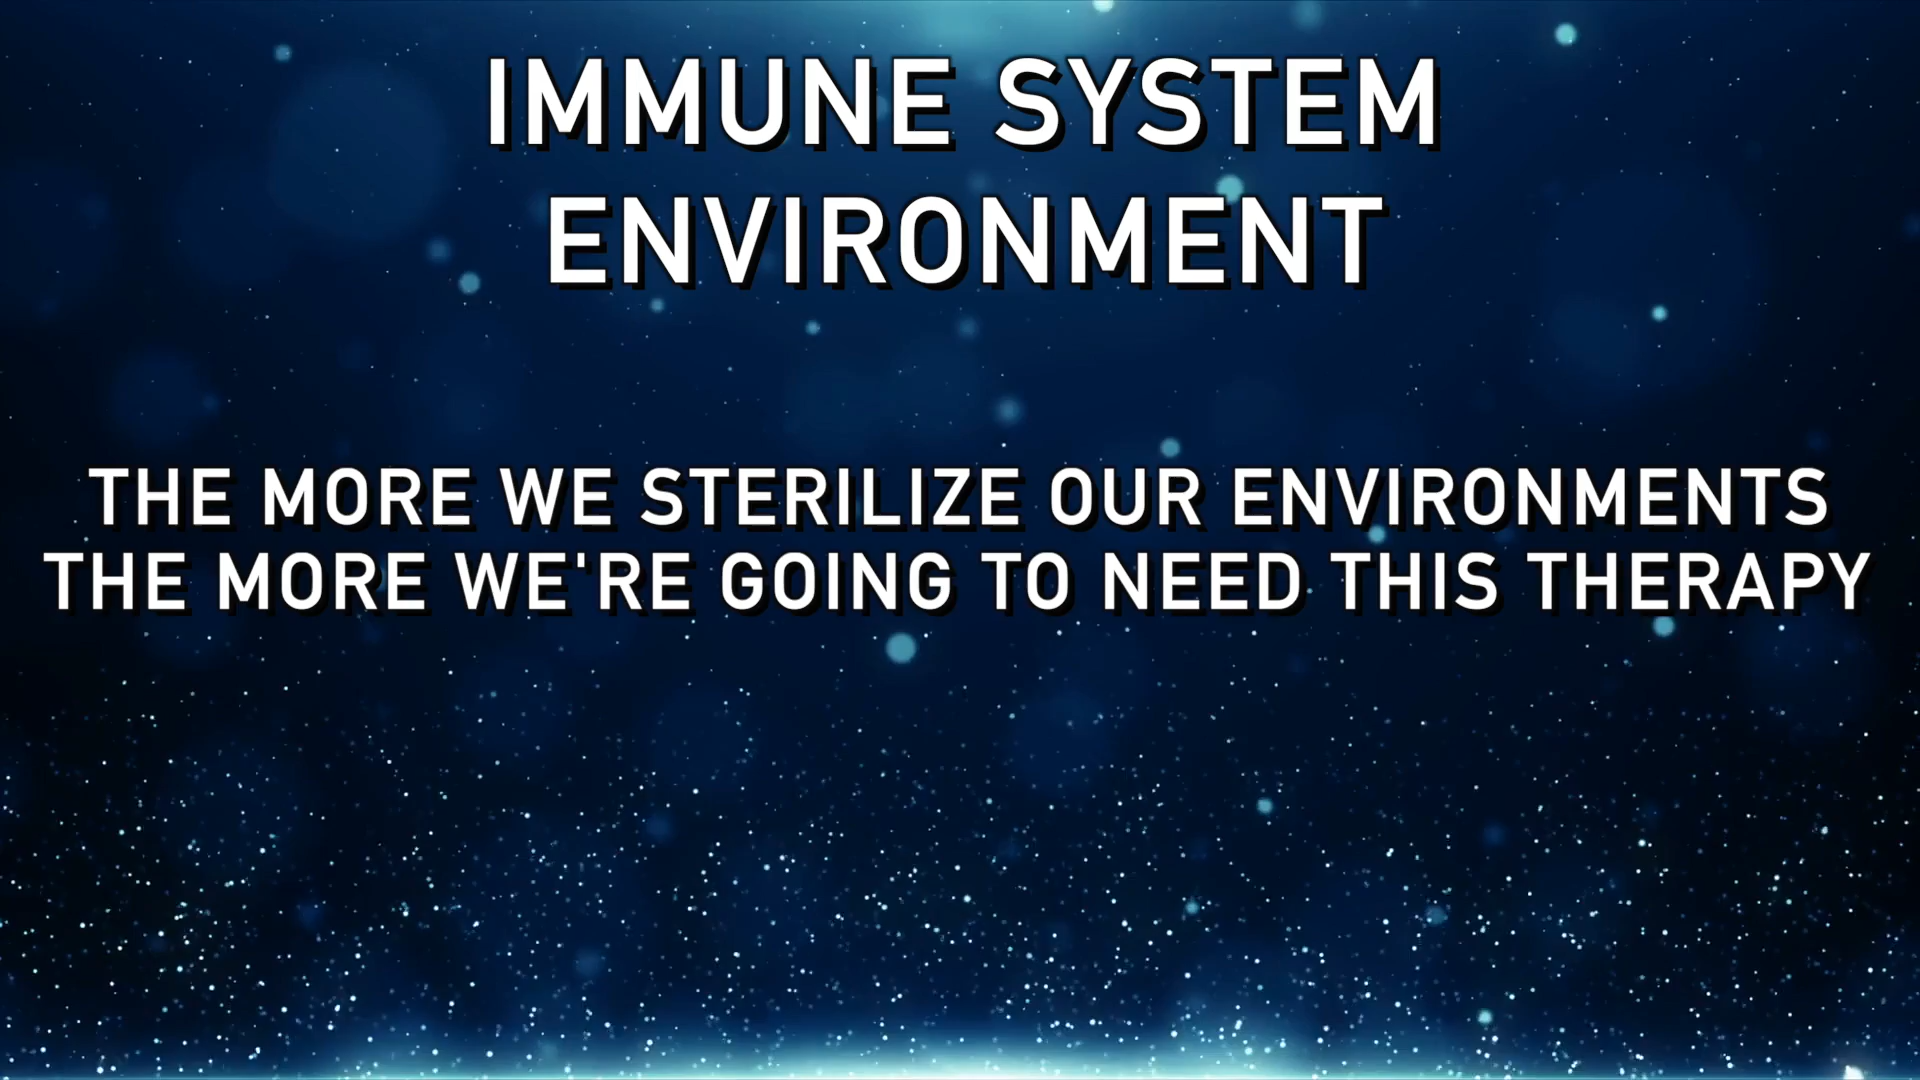 IMMUNE SYSTEM
ENVIRONMENT
THE MORE WE STERILIZE OUR ENVIRONMENTS
THE MORE WE'RE GOING TO NEED THIS THERAPY